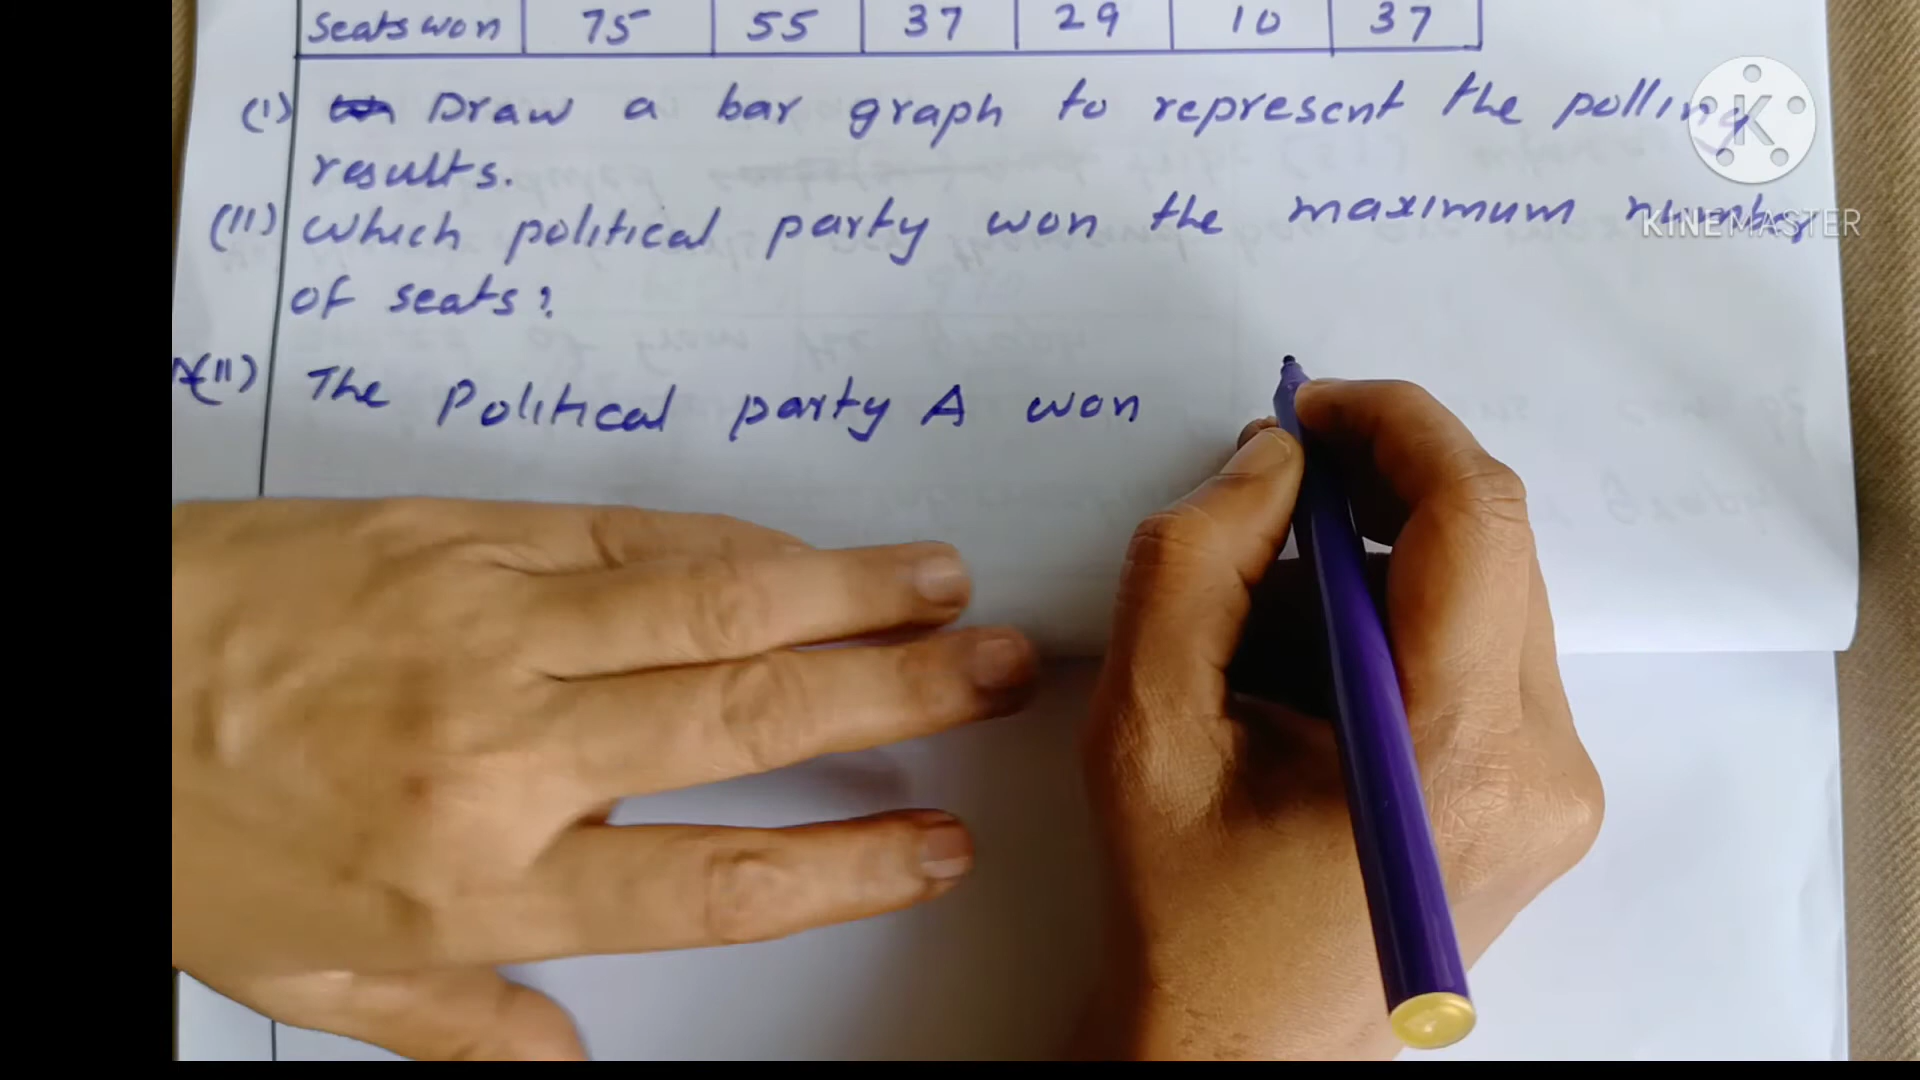 Seats won 75 55 37 29 10 37
(I) Draw a bar graph to represent the polling
results.
(II) Which political party won the maximum number
of seats?
A(II) The Political party A won
K
KINEMASTER